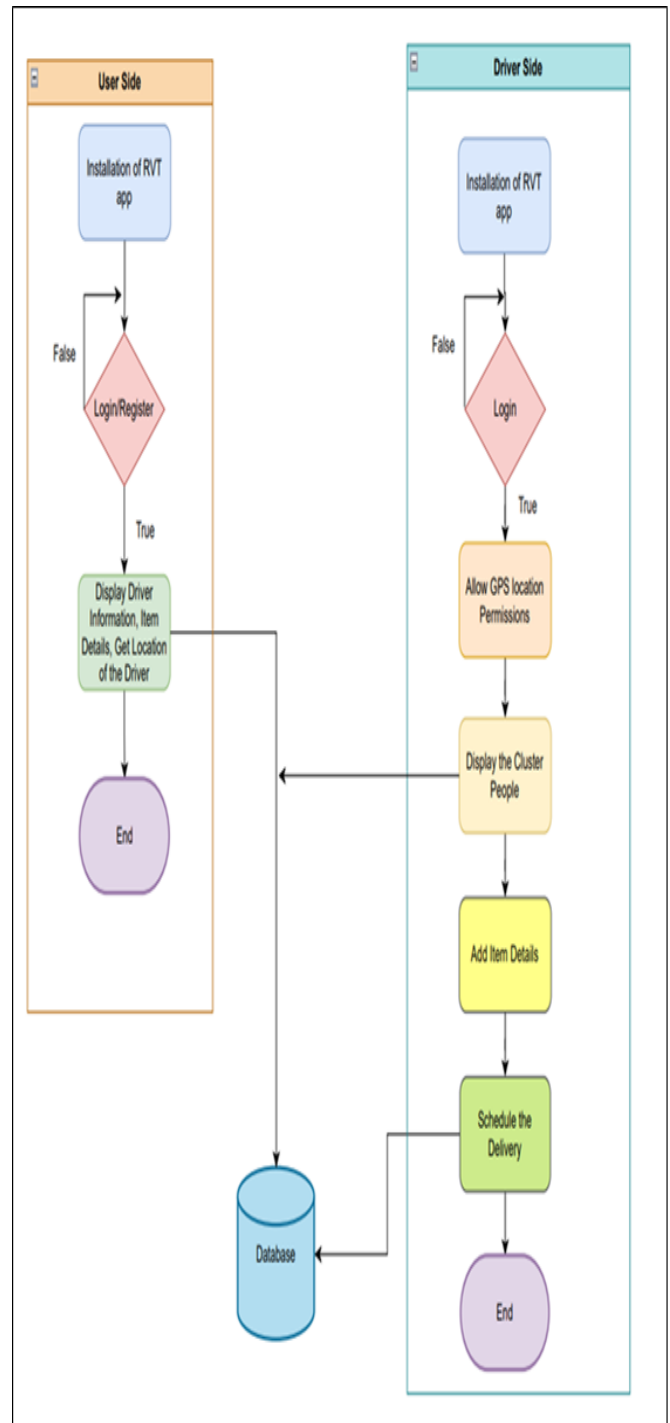 User Side
Installation of RVT
app
False
Login/Register
True
Display Driver
Information, Item
Details, Get Location
of the Driver
End
Driver Side
Installation of RVT
app
False
Login
True
Allow GPS location
Permissions
Display the Cluster
People
Add Item Details
Schedule the
Delivery
End
Database